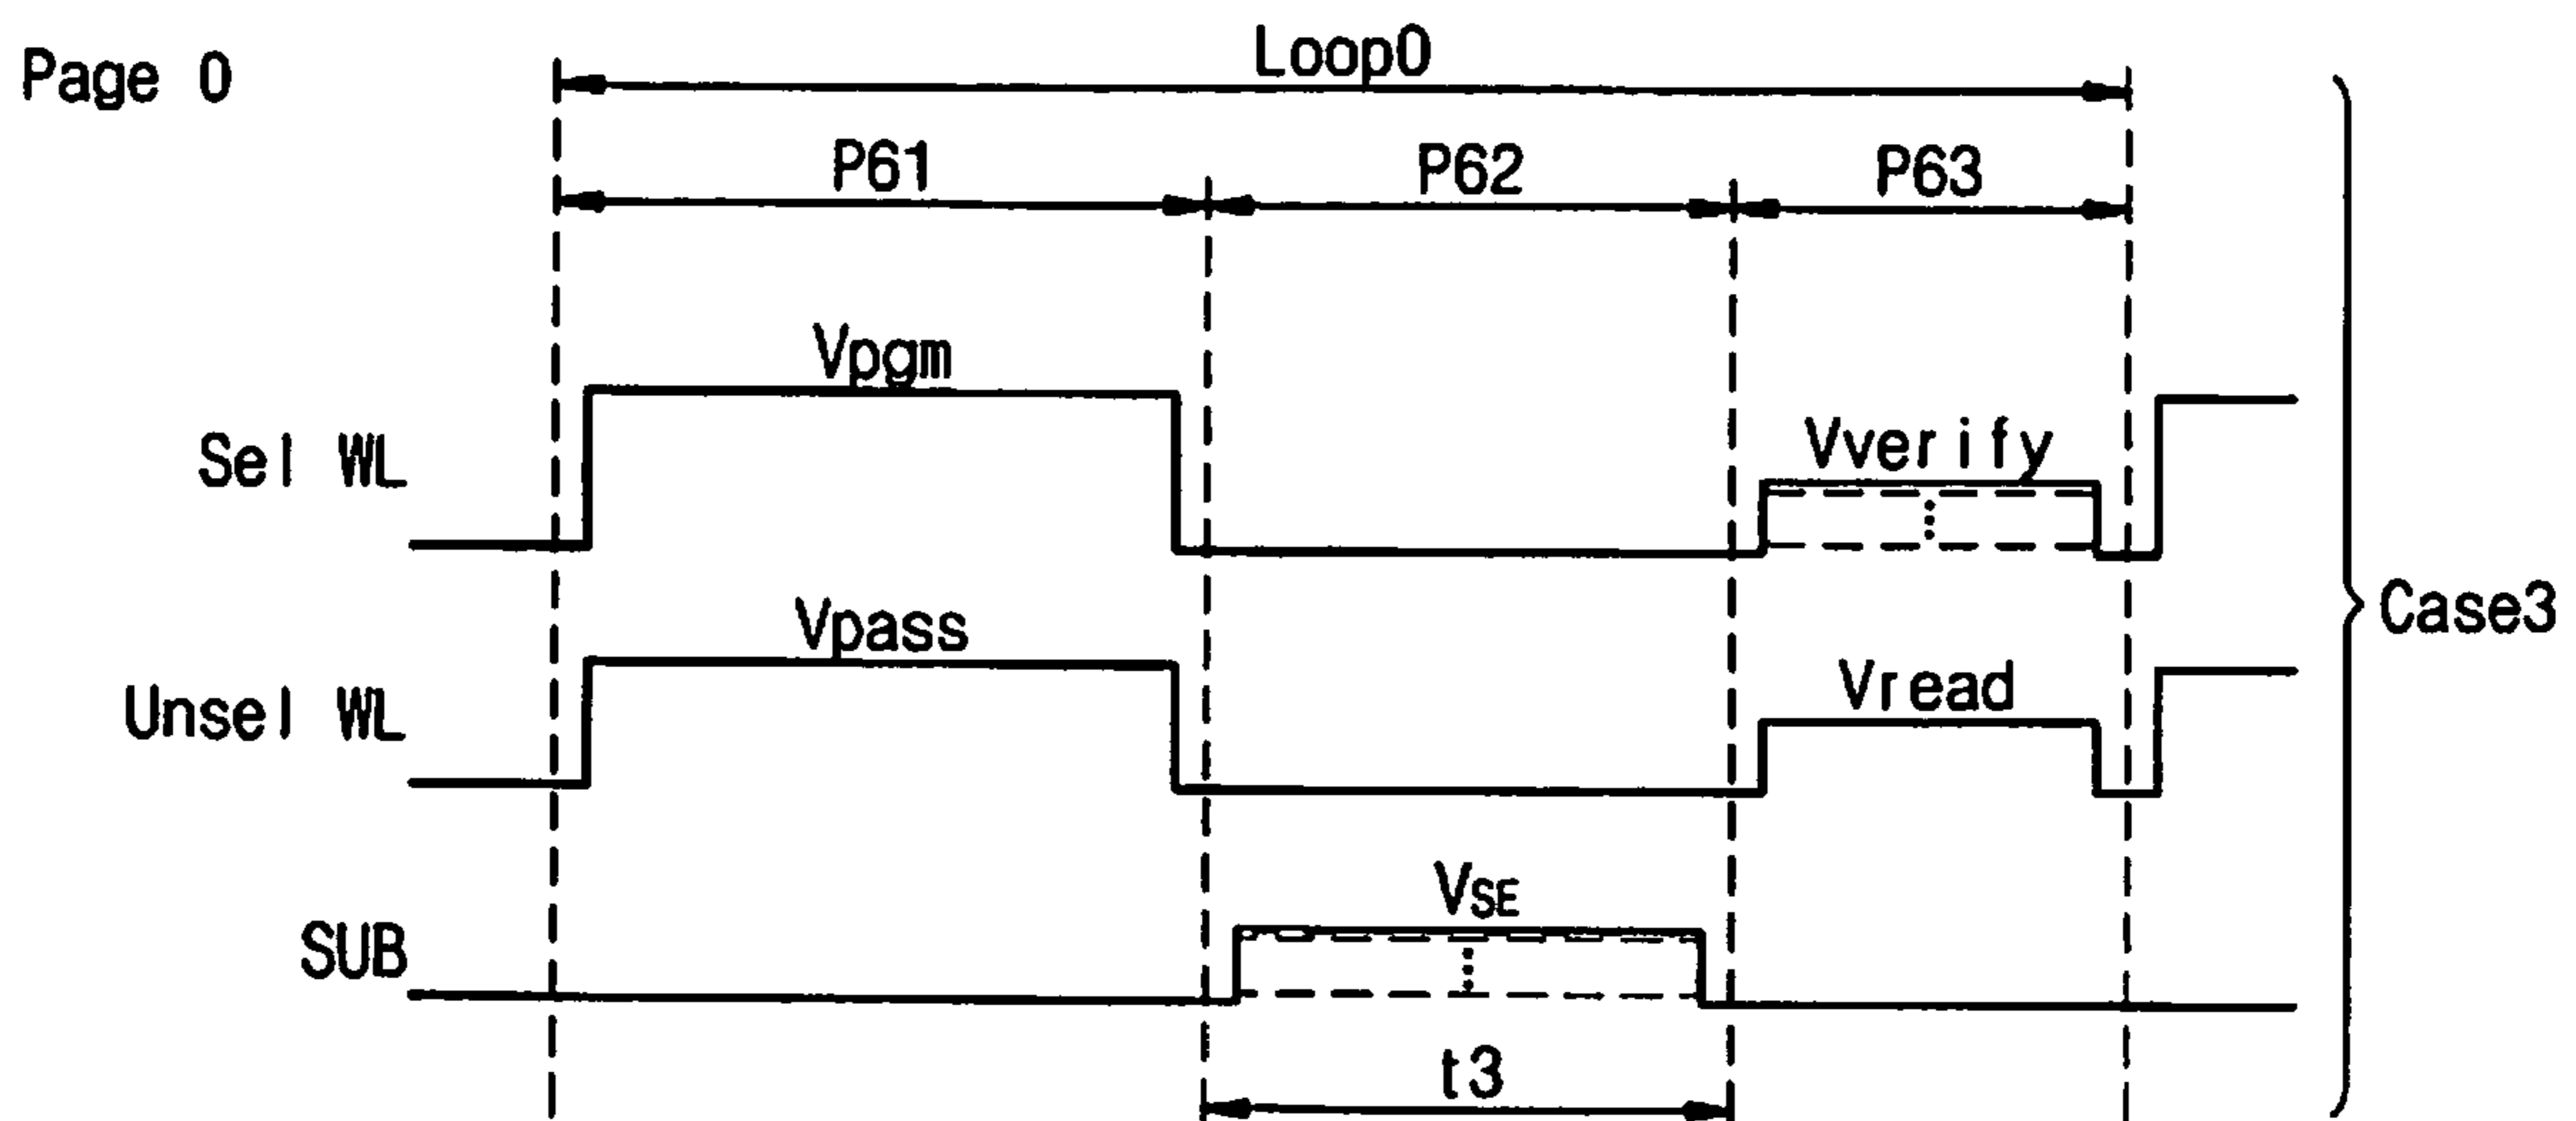 Page 0
Loop0
P61 P62 P63
Vpgm
Sel WL
Vverify
Case3
Vpass
Unsel WL
Vread
VSE
SUB
t3